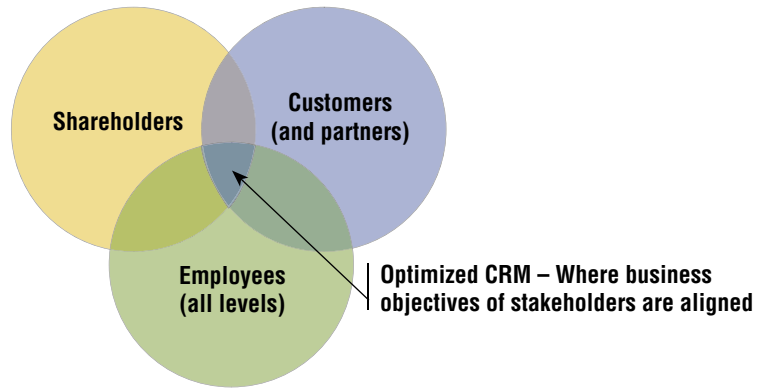 Shareholders
Customers
(and partners)
Employees
(all levels)
Optimized CRM – Where business
objectives of stakeholders are aligned